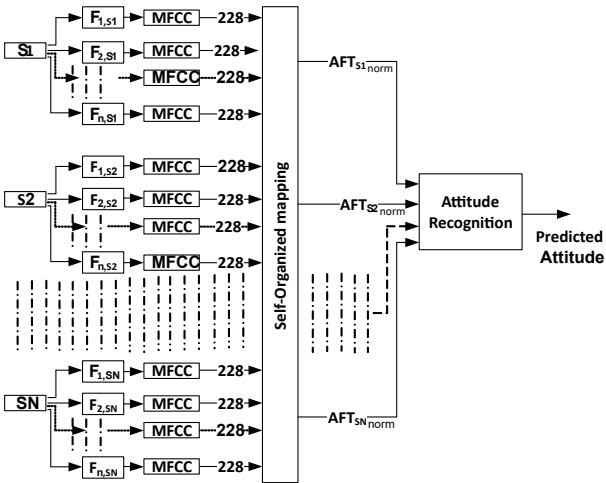 S1
F1,S1 MFCC 228
F2,S1 MFCC 228
MFCC 228
Fn,S1 MFCC 228
S2
F1,S2 MFCC 228
F2,S2 MFCC 228
MFCC 228
Fn,S2 MFCC 228
SN
F1,SN MFCC 228
F2,SN MFCC 228
MFCC 228
Fn,SN MFCC 228
Self-Organized mapping
AFTS1norm
AFTS2norm
AFTSNnorm
Attitude
Recognition
Predicted
Attitude